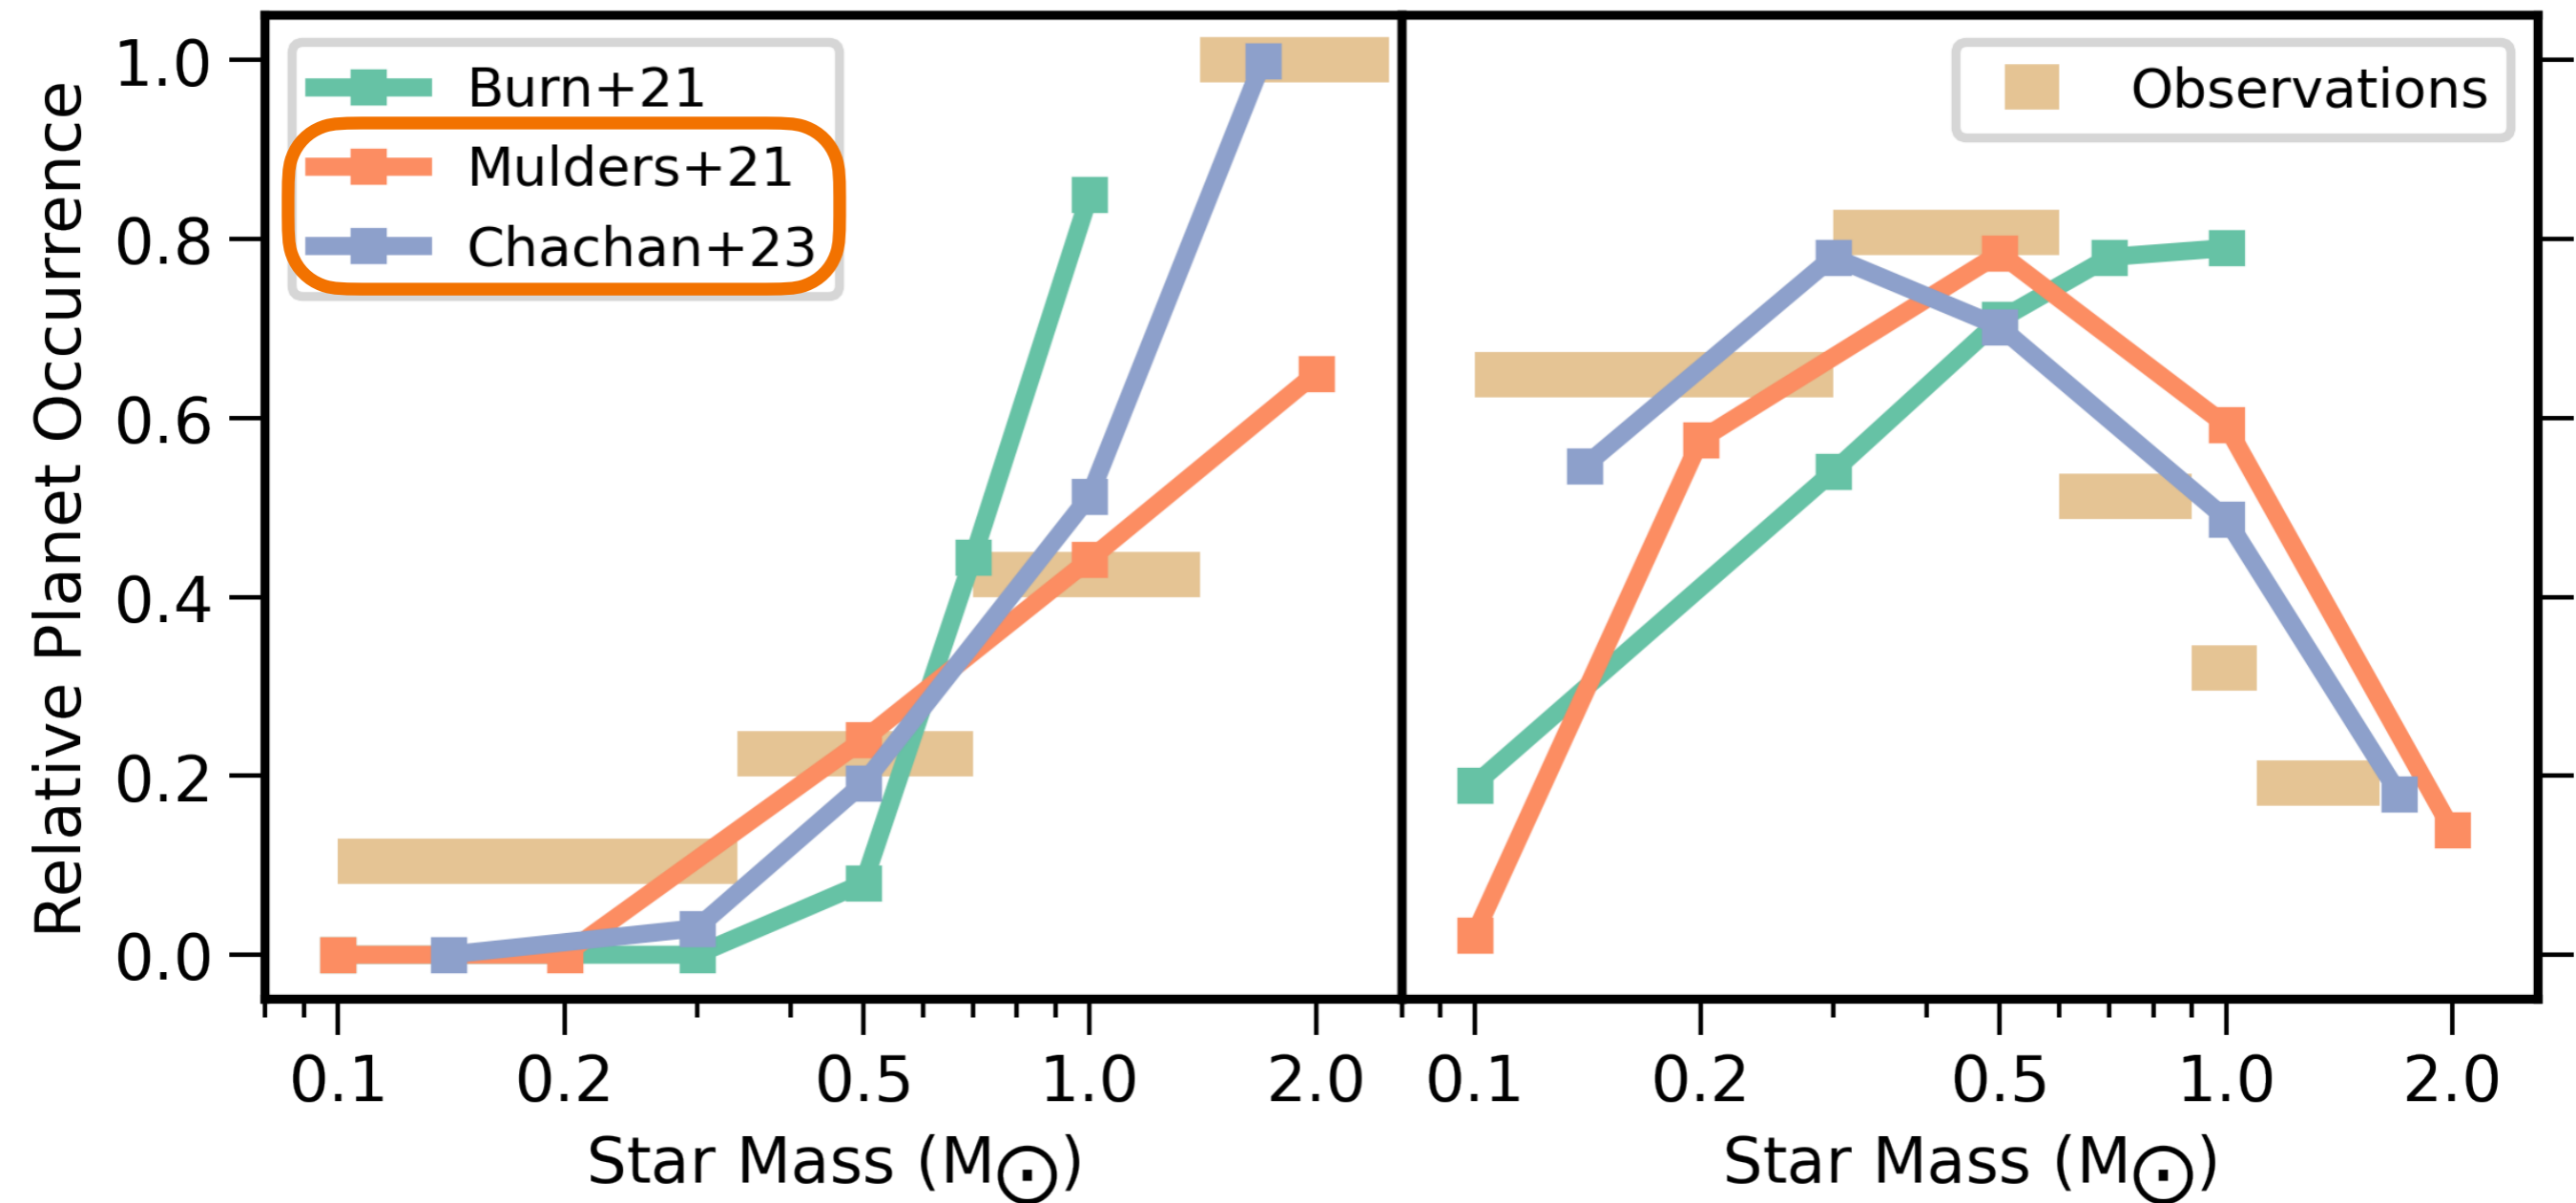 Relative Planet Occurrence
1.0
0.8
0.6
0.4
0.2
0.0
Burn+21
Mulders+21
Chachan+23
Observations
0.1 0.2 0.5 1.0 2.0
0.1 0.2 0.5 1.0 2.0
Star Mass (M☉)
Star Mass (M☉)